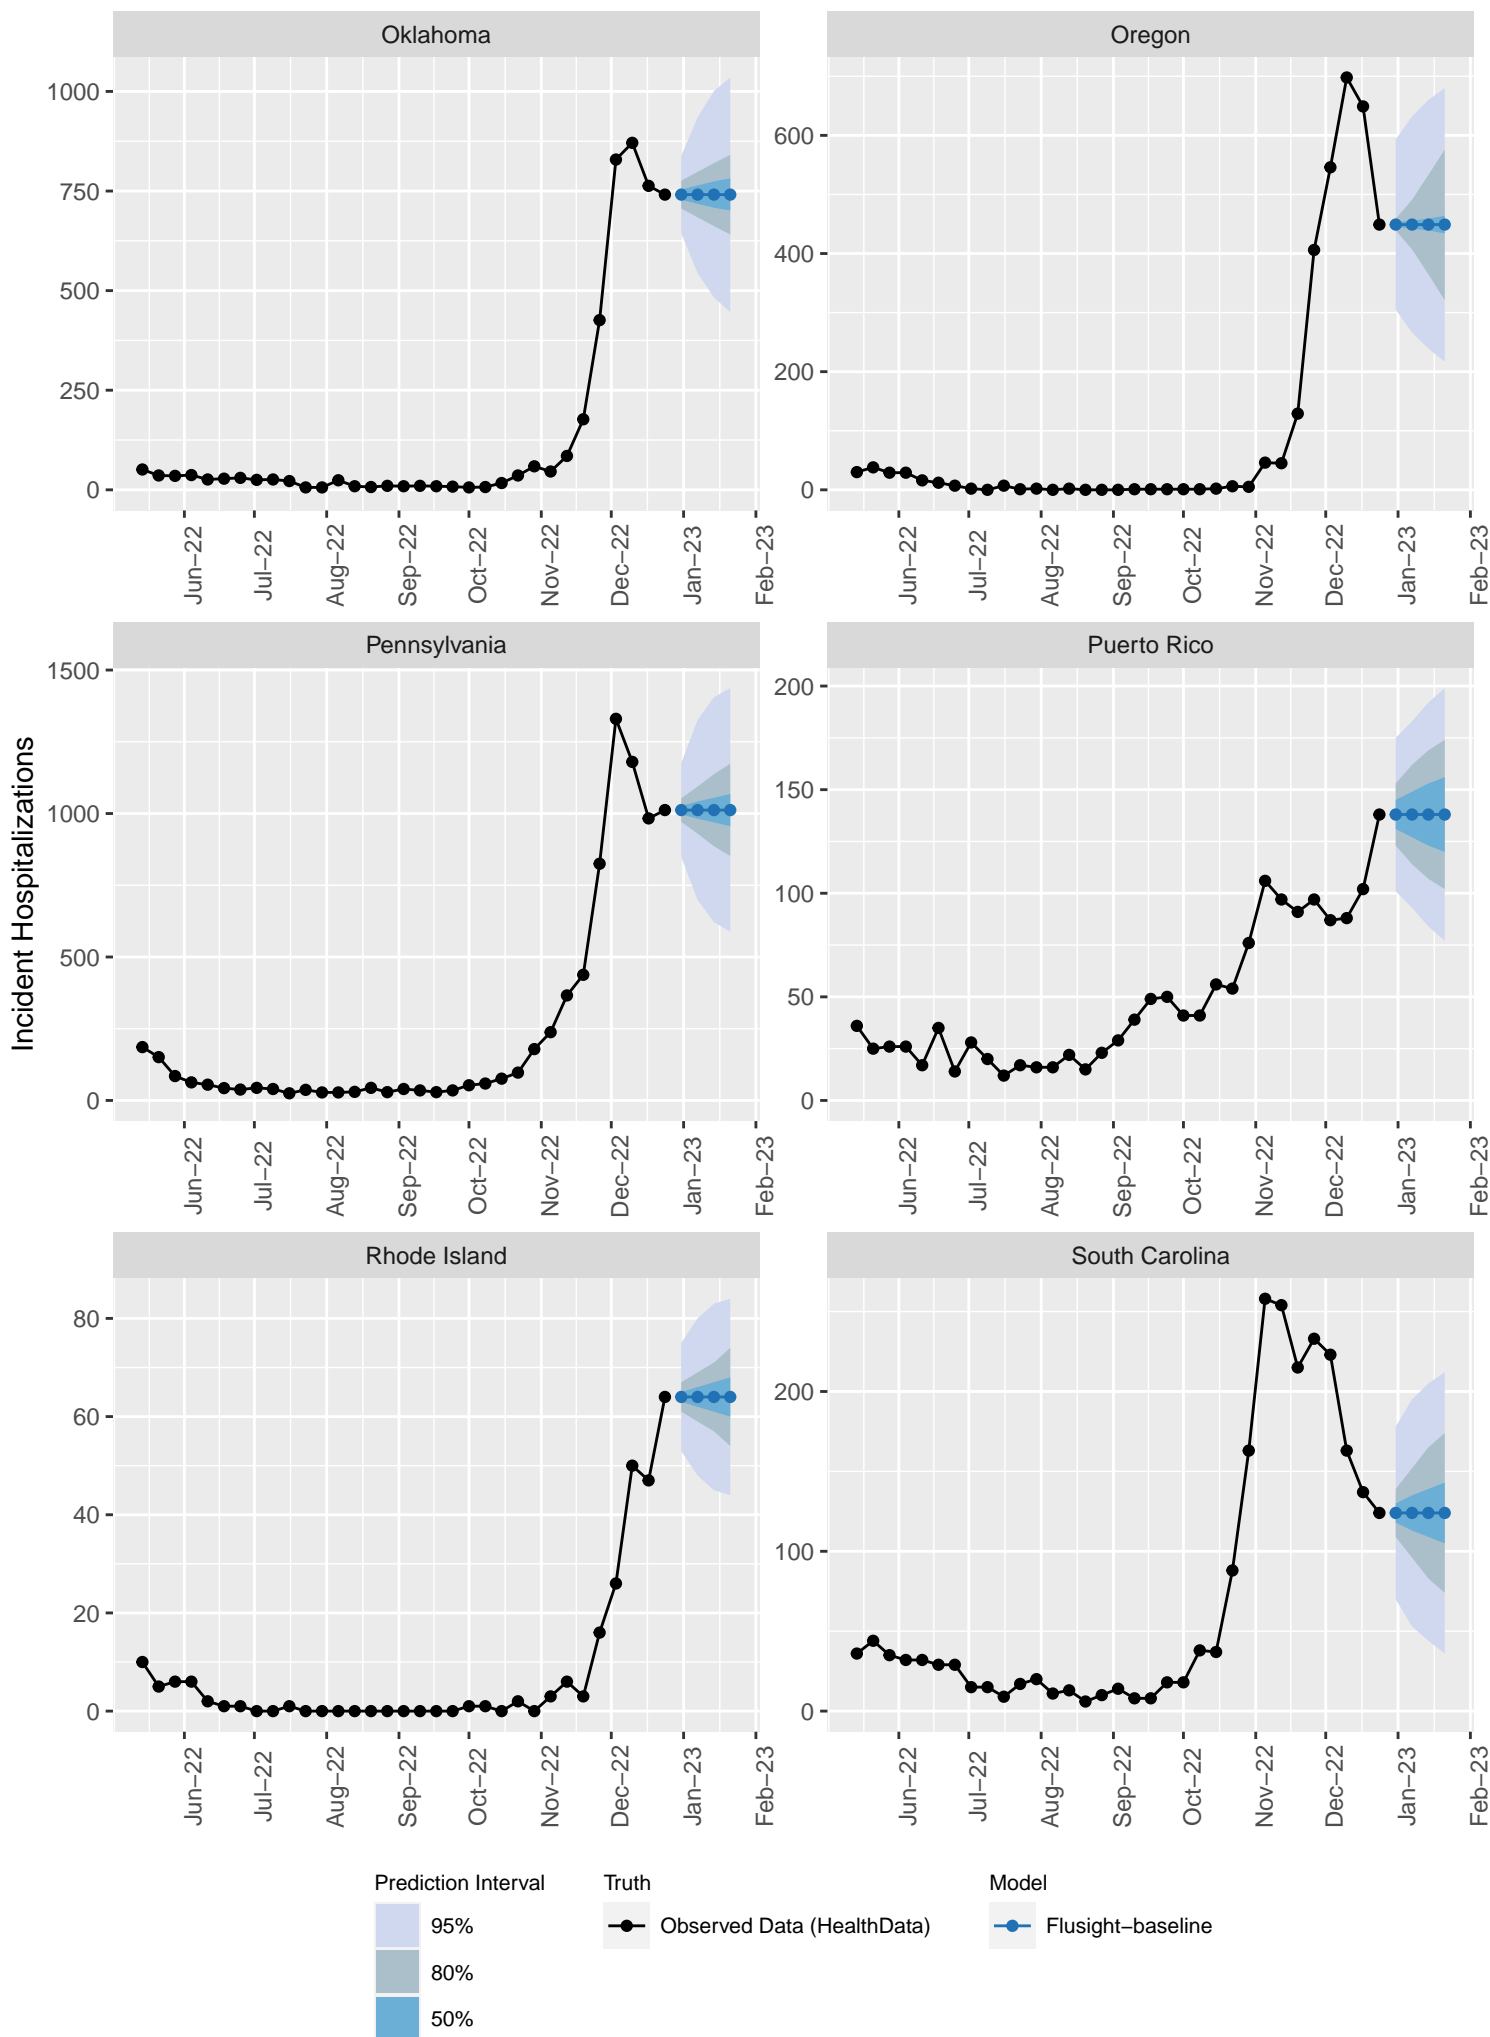 Oklahoma
Oregon
1000
750
500
250
0
600
400
200
0
Jun−22
Jul−22
Aug−22
Sep−22
Oct−22
Nov−22
Dec−22
Jan−23
Feb−23
Jun−22
Jul−22
Aug−22
Sep−22
Oct−22
Nov−22
Dec−22
Jan−23
Feb−23
Incident Hospitalizations
Pennsylvania
Puerto Rico
1500
1000
500
0
200
150
100
50
0
Jun−22
Jul−22
Aug−22
Sep−22
Oct−22
Nov−22
Dec−22
Jan−23
Feb−23
Jun−22
Jul−22
Aug−22
Sep−22
Oct−22
Nov−22
Dec−22
Jan−23
Feb−23
Rhode Island
South Carolina
80
60
40
20
0
200
100
0
Jun−22
Jul−22
Aug−22
Sep−22
Oct−22
Nov−22
Dec−22
Jan−23
Feb−23
Jun−22
Jul−22
Aug−22
Sep−22
Oct−22
Nov−22
Dec−22
Jan−23
Feb−23
Prediction Interval
95%
80%
50%
Truth
Observed Data (HealthData)
Model
Flusight−baseline